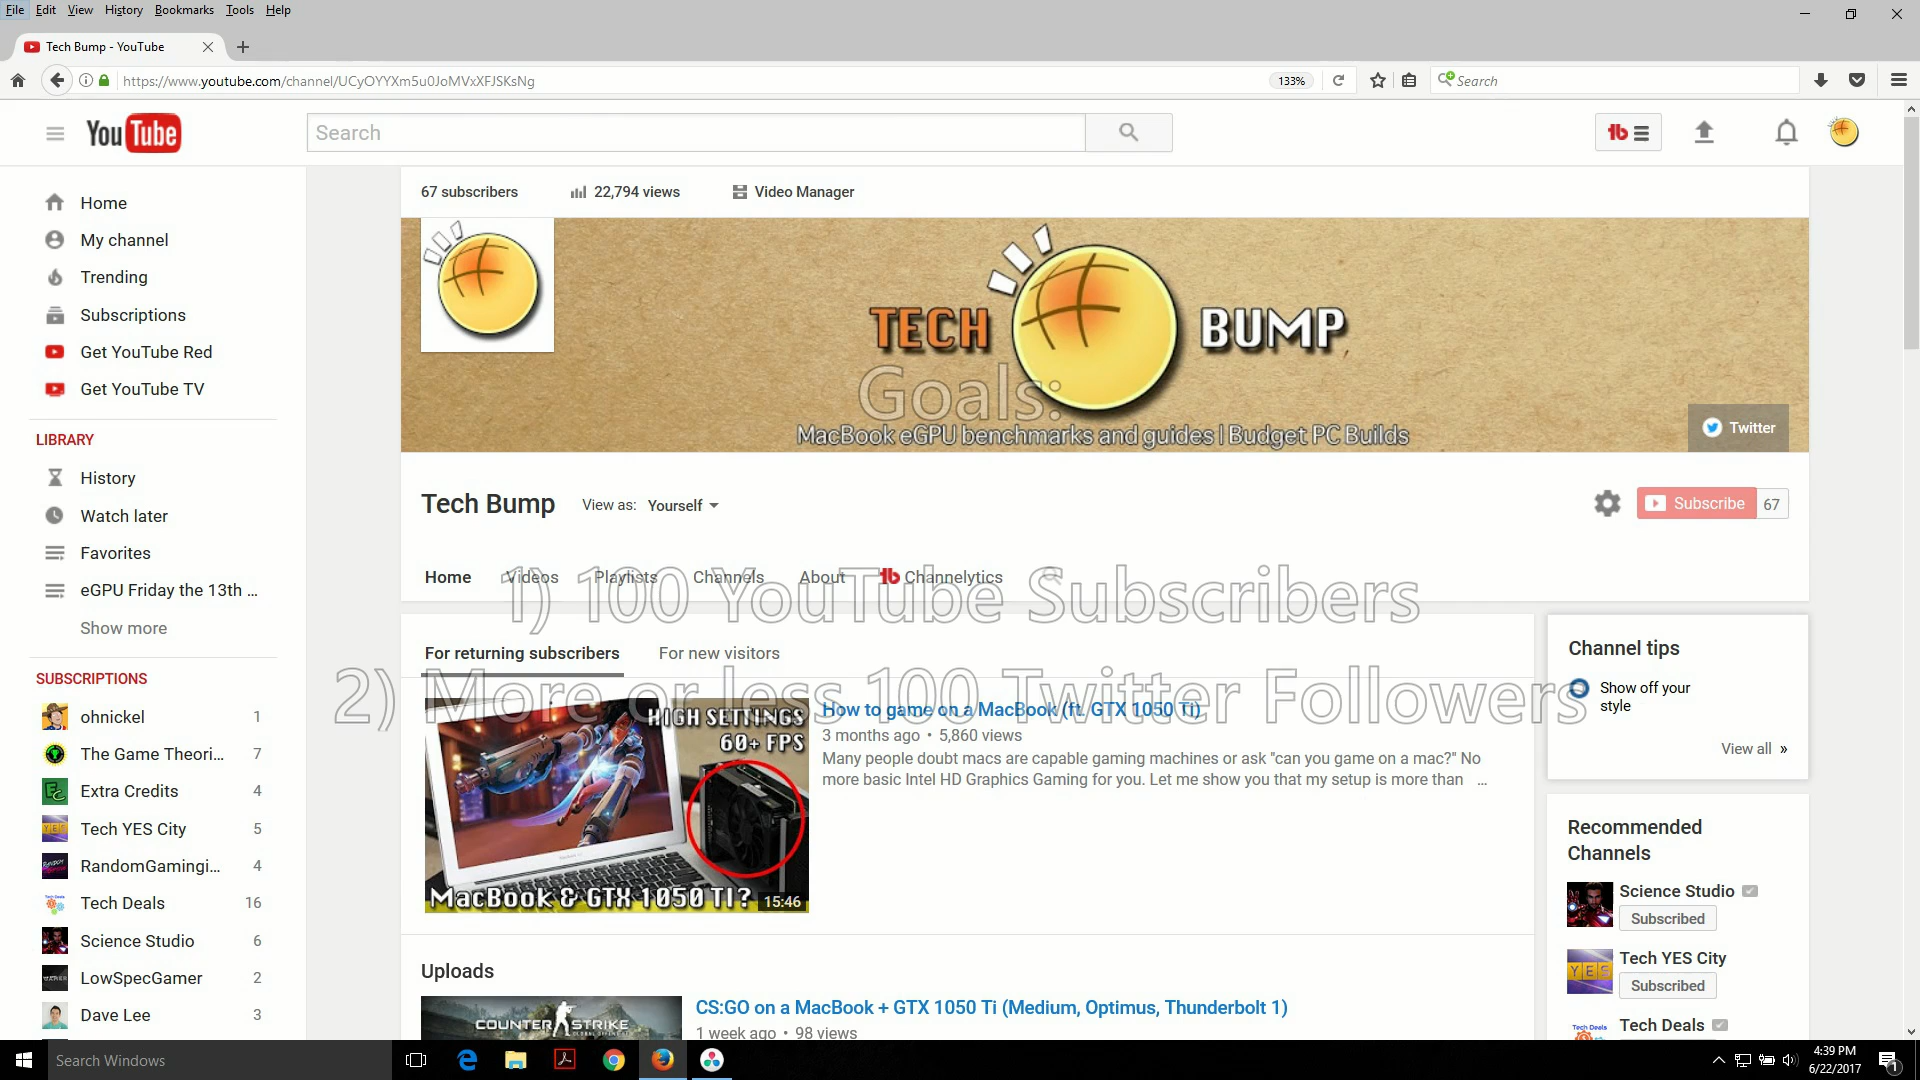 File Edit View History Bookmarks Tools Help
Tech Bump - YouTube
https://www.youtube.com/channel/UCyOYYXm5u0JoMVxXFJSKsNg
133%
Search
YouTube
Search
67 subscribers
22,794 views
Video Manager
Home
My channel
Trending
Subscriptions
Get YouTube Red
Get YouTube TV
LIBRARY
History
Watch later
Favorites
eGPU Friday the 13th ...
Show more
SUBSCRIPTIONS
ohnickel 1
The Game Theori... 7
Extra Credits 4
Tech YES City 5
RandomGamingi... 4
Tech Deals 16
Science Studio 6
LowSpecGamer 2
Dave Lee 3
TECH BUMP
Goals:
MacBook eGPU benchmarks and guides | Budget PC Builds
Twitter
Tech Bump
View as: Yourself
Subscribe 67
Home Videos Playlists Channels About Channelytics
1) 100 YouTube Subscribers
For returning subscribers
For new visitors
2) More or less 100 Twitter Followers
HIGH SETTINGS
60+ FPS
MacBook & GTX 1050 TI?
15:46
How to game on a MacBook (ft. GTX 1050 Ti)
3 months ago • 5,860 views
Many people doubt macs are capable gaming machines or ask "can you game on a mac?" No
more basic Intel HD Graphics Gaming for you. Let me show you that my setup is more than ...
Uploads
COUNTER STRIKE
CS:GO on a MacBook + GTX 1050 Ti (Medium, Optimus, Thunderbolt 1)
1 week ago • 98 views
Channel tips
Show off your
style
View all »
Recommended
Channels
Science Studio
Subscribed
YES
Tech YES City
Subscribed
Tech Deals
Tech Deals
Search Windows
4:39 PM
6/22/2017
1